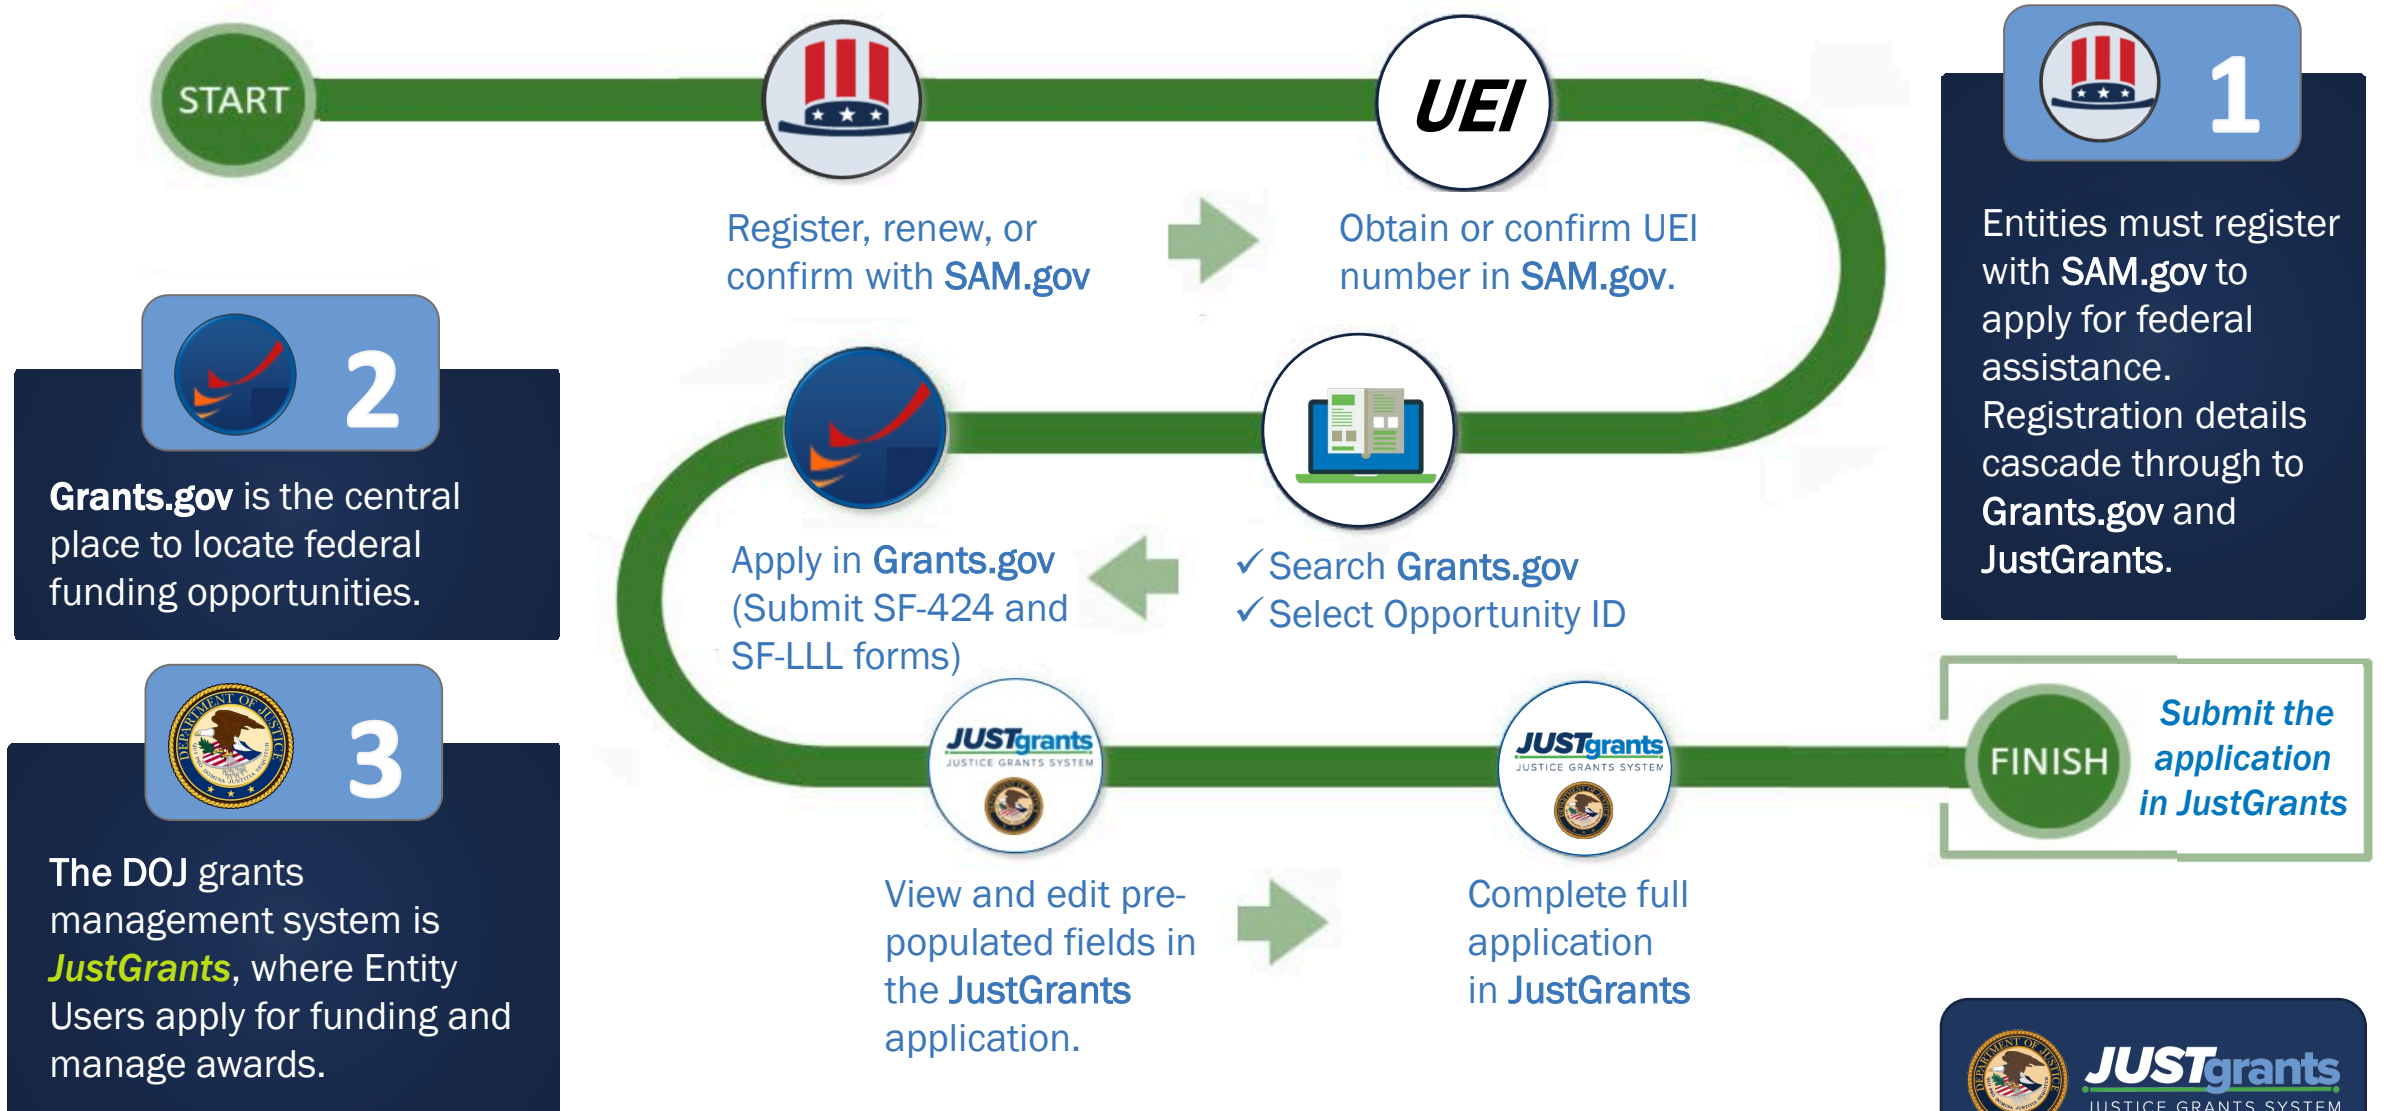 START
UEI
Register, renew, or
confirm with SAM.gov
Obtain or confirm UEI
number in SAM.gov.
1
Entities must register
with SAM.gov to
apply for federal
assistance.
Registration details
cascade through to
Grants.gov and
JustGrants.
2
Grants.gov is the central
place to locate federal
funding opportunities.
Apply in Grants.gov
(Submit SF-424 and
SF-LLL forms)
✓ Search Grants.gov
✓ Select Opportunity ID
3
DEPARTMENT OF JUSTICE
The DOJ grants
management system is
JustGrants, where Entity
Users apply for funding and
manage awards.
JUSTgrants
JUSTICE GRANTS SYSTEM
View and edit pre-
populated fields in
the JustGrants
application.
JUSTgrants
JUSTICE GRANTS SYSTEM
Complete full
application
in JustGrants
FINISH
Submit the
application
in JustGrants
JUSTgrants
JUSTICE GRANTS SYSTEM